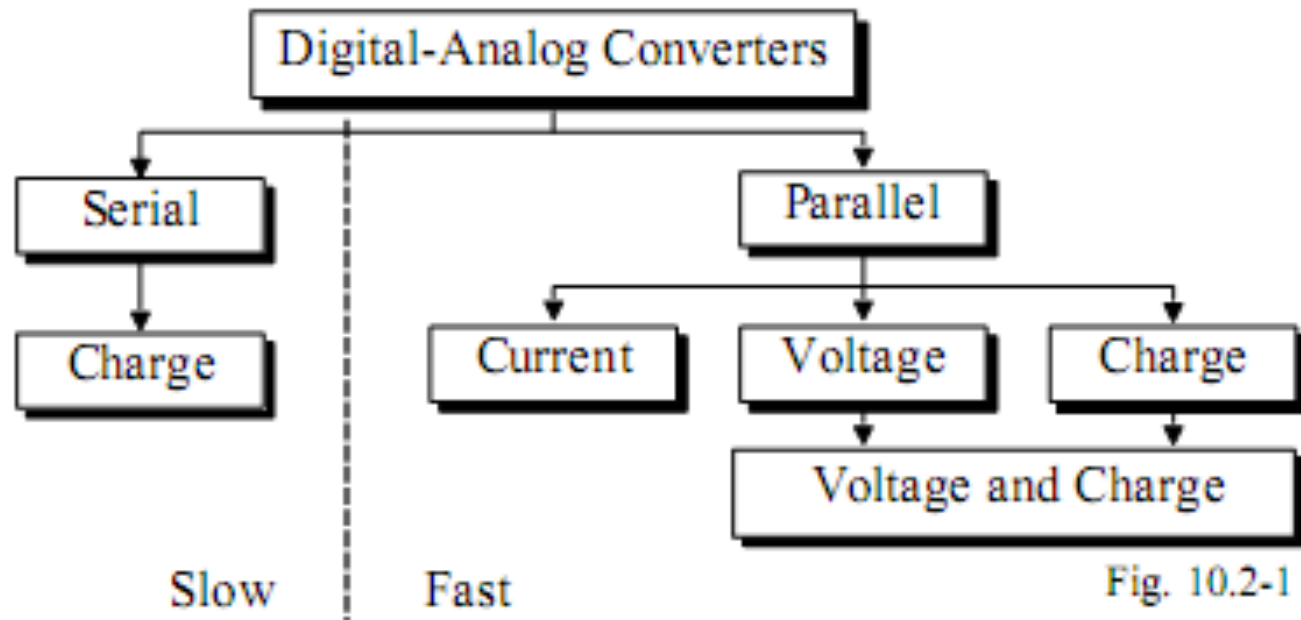 Digital-Analog Converters
Serial
Parallel
Charge
Current
Voltage
Charge
Voltage and Charge
Slow
Fast
Fig. 10.2-1